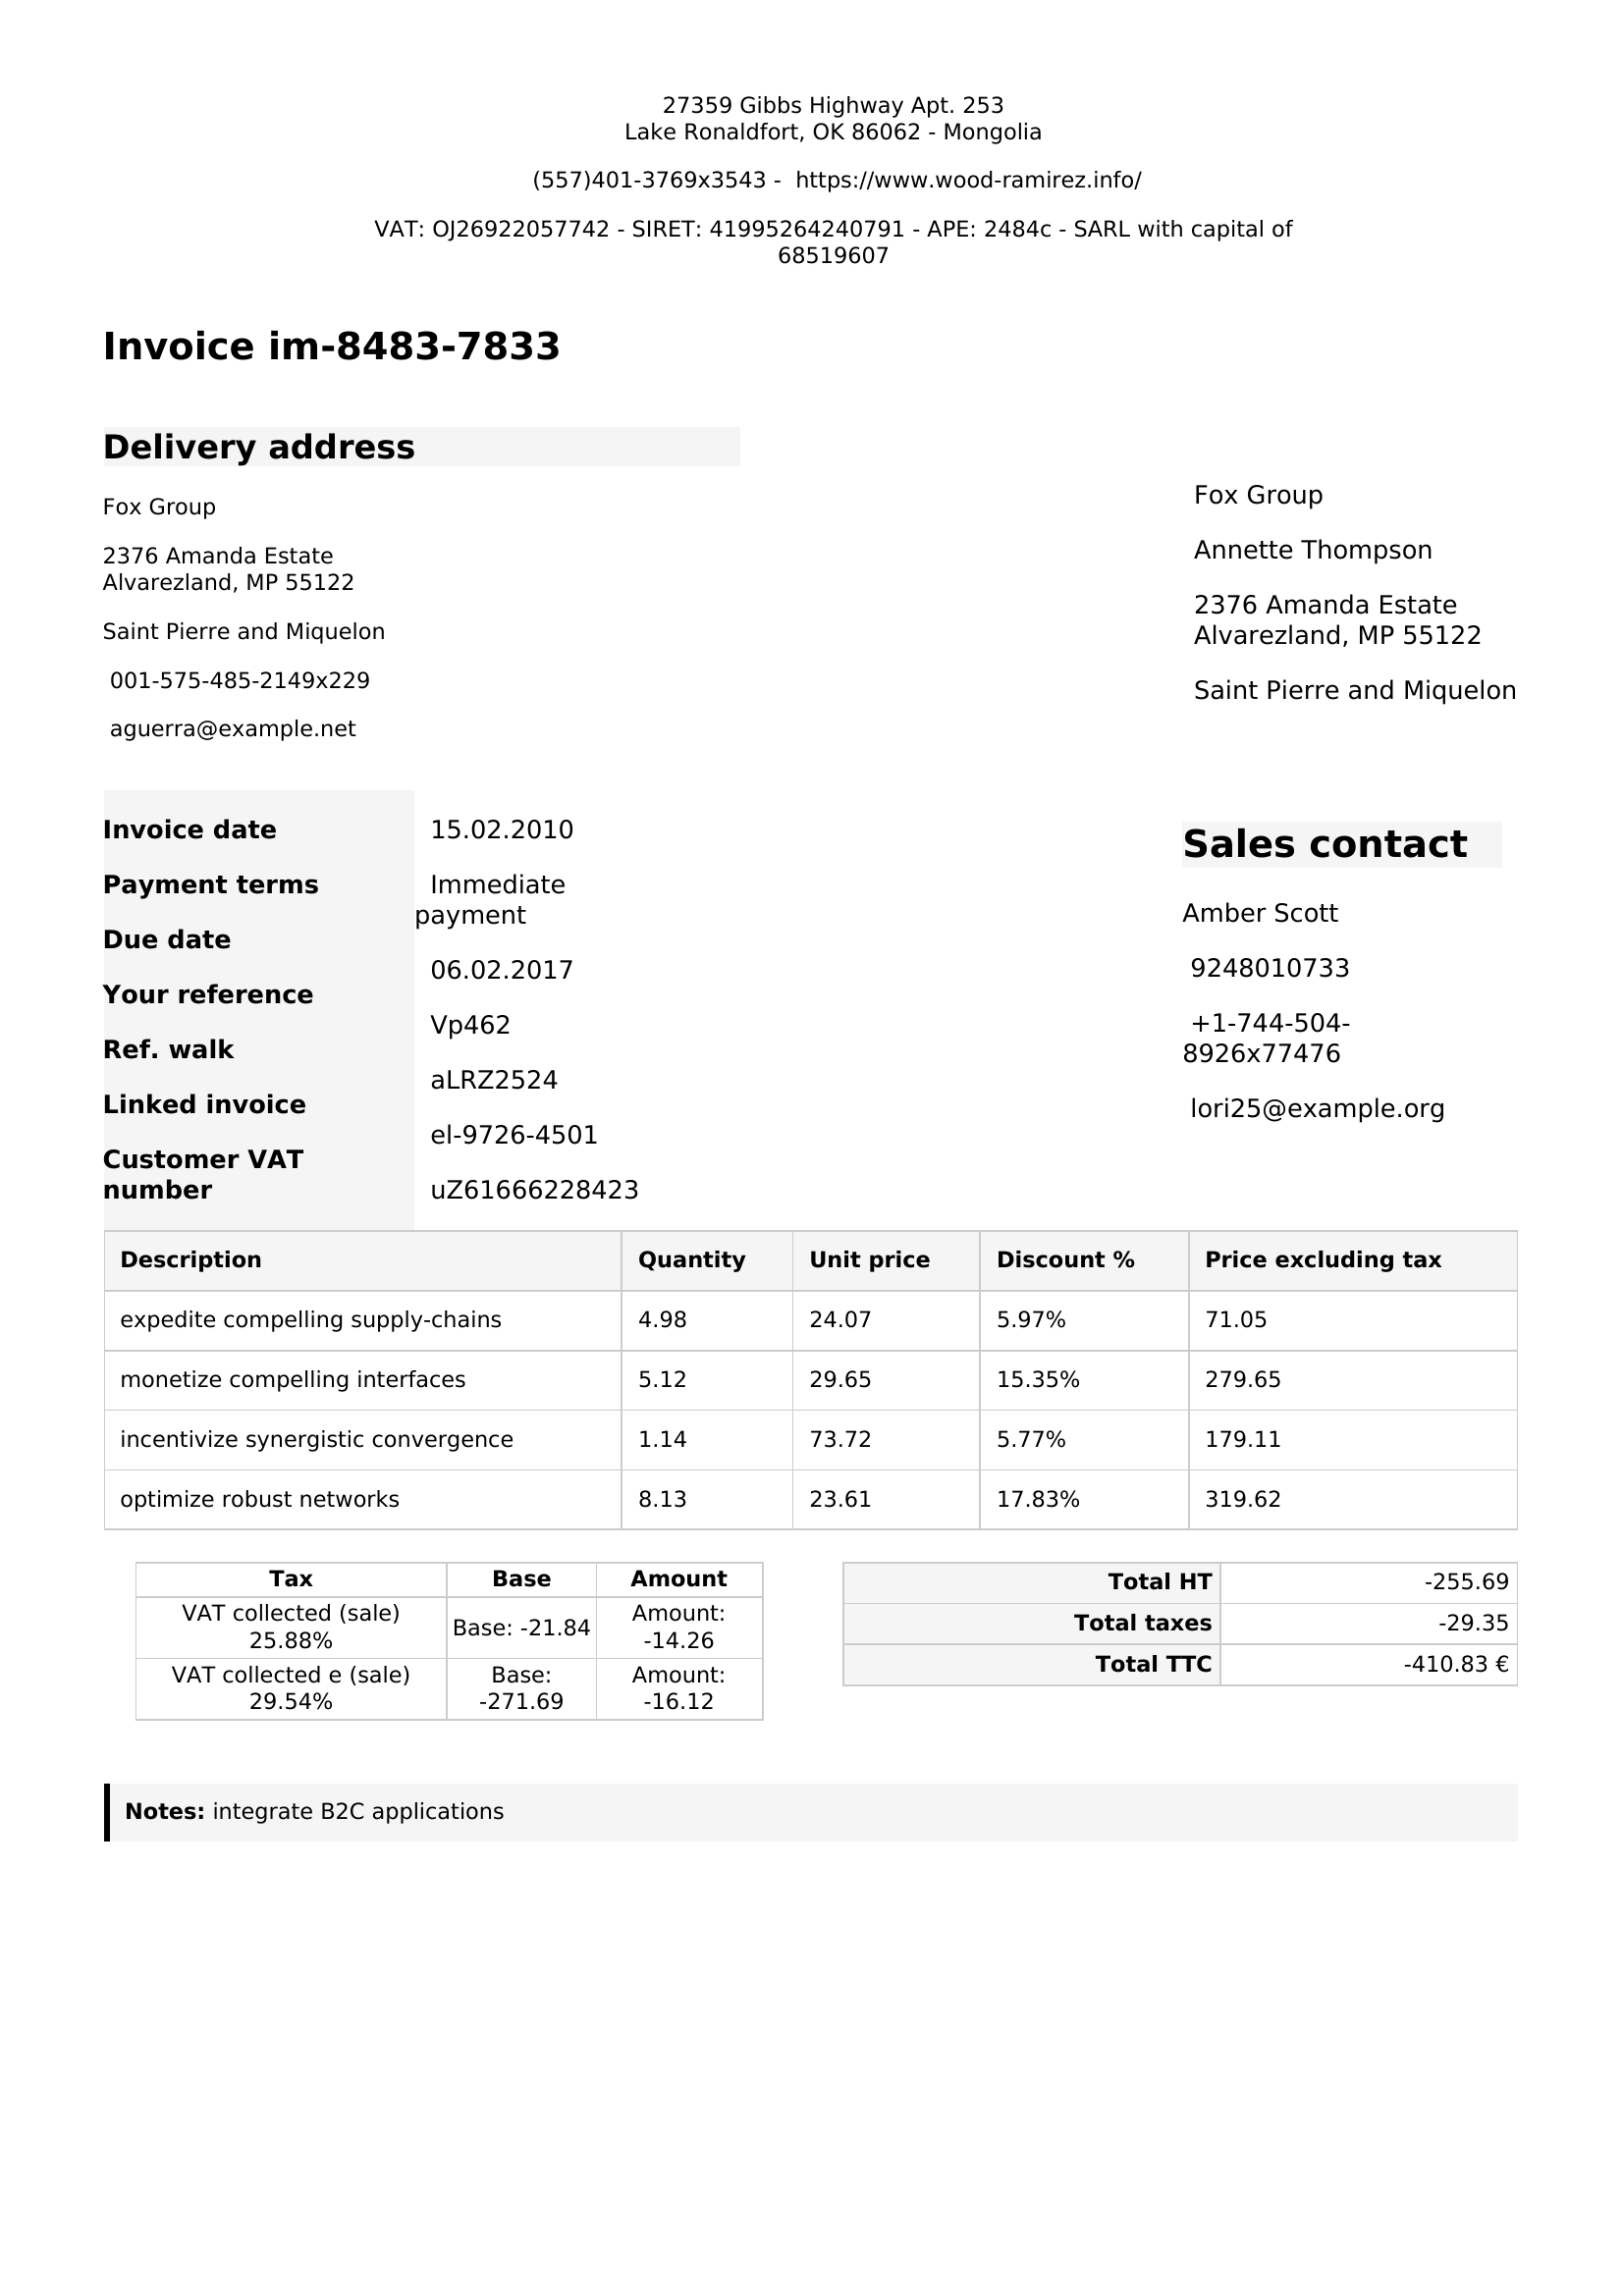 27359 Gibbs Highway Apt. 253
Lake Ronaldfort, OK 86062 - Mongolia
(557)401-3769x3543 - https://www.wood-ramirez.info/
VAT: OJ26922057742 - SIRET: 41995264240791 - APE: 2484c - SARL with capital of
68519607
Invoice im-8483-7833
Delivery address
Fox Group
2376 Amanda Estate
Alvarezland, MP 55122
Saint Pierre and Miquelon
001-575-485-2149x229
aguerra@example.net
Fox Group
Annette Thompson
2376 Amanda Estate
Alvarezland, MP 55122
Saint Pierre and Miquelon
Invoice date
Payment terms
Due date
Your reference
Ref. walk
Linked invoice
Customer VAT
number
15.02.2010
Immediate
payment
06.02.2017
Vp462
aLRZ2524
el-9726-4501
uZ61666228423
Sales contact
Amber Scott
9248010733
+1-744-504-
8926x77476
lori25@example.org
Description Quantity Unit price Discount % Price excluding tax
expedite compelling supply-chains 4.98 24.07 5.97% 71.05
monetize compelling interfaces 5.12 29.65 15.35% 279.65
incentivize synergistic convergence 1.14 73.72 5.77% 179.11
optimize robust networks 8.13 23.61 17.83% 319.62
Tax Base Amount
VAT collected (sale)
25.88%
Base: -21.84
Amount:
-14.26
VAT collected e (sale)
29.54%
Base:
-271.69
Amount:
-16.12
Total HT -255.69
Total taxes -29.35
Total TTC -410.83 €
Notes: integrate B2C applications